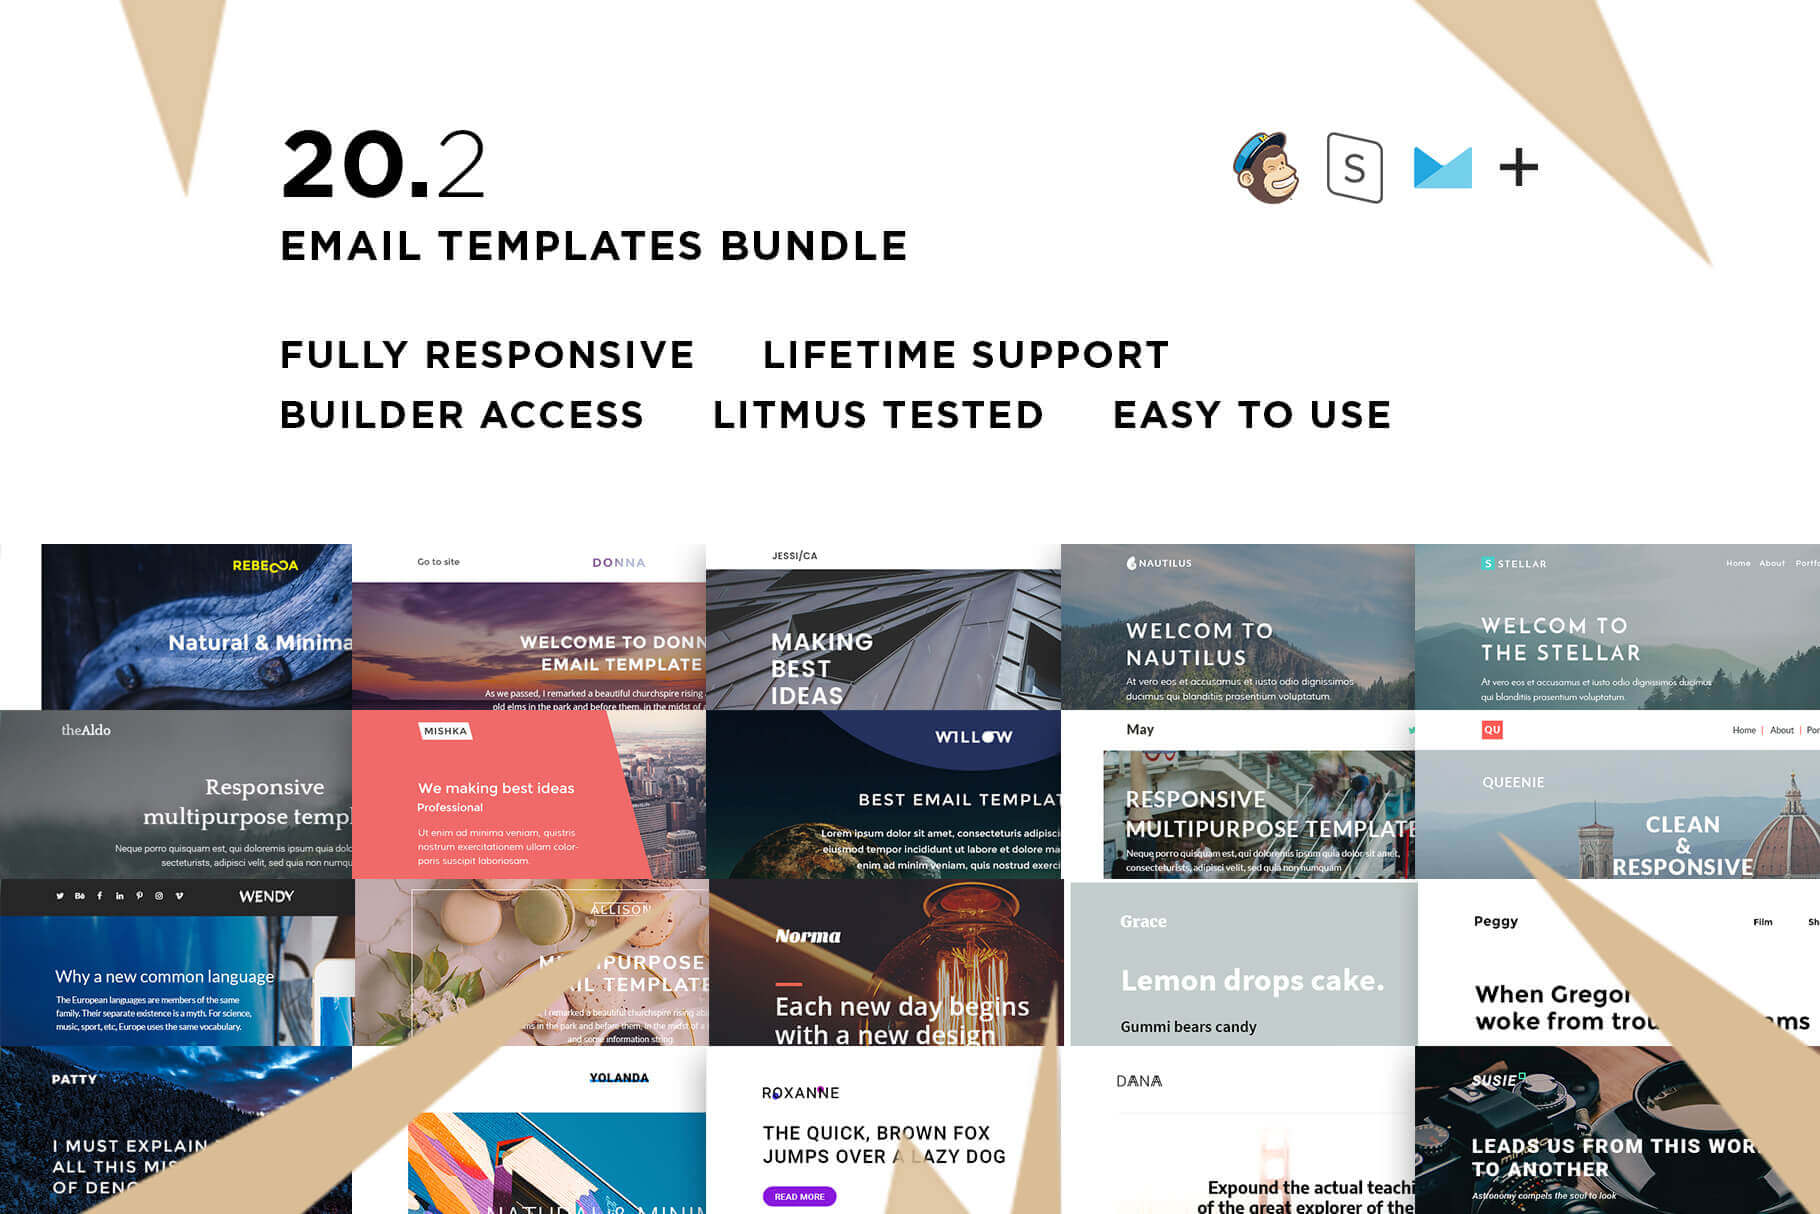 20.2
EMAIL TEMPLATES BUNDLE
S
FULLY RESPONSIVE LIFETIME SUPPORT
BUILDER ACCESS LITMUS TESTED EASY TO USE
REBECCA
Natural & Minima
Go to site DONNA
WELCOME TO DONN
EMAIL TEMPLATE
As we passed, I remarked a beautiful churchspire rising
old elms in the park and before them, in the midst of a
JESSI/CA
MAKING
BEST
IDEAS
NAUTILUS
WELCOM TO
NAUTILUS
At vero eos et accusamus et iusto odio dignissimos
ducimus qui blanditiis prasentium voluptatum.
S STELLAR Home About Portfo
WELCOM TO
THE STELLAR
At vero eos et accusamus et iusto odio dignissimos ducimus
qui blanditiis prasentium voluptatum.
theAldo
Responsive
multipurpose templ
Neque porro quisquam est, qui doloremis ipsum quia dolo
secteturists, adipisci velit, sed quia non numqu
MISHKA
We making best ideas
Professional
Ut enim ad minima veniam, quistris
nostrum exercitationem ullam color-
poris suscipit laboriosam.
WILLOW
BEST EMAIL TEMPLAT
Lorem ipsum dolor sit amet, consecteturis adipisci
eiusmod tempor incididunt ut labore et dolore ma
enim ad minim veniam, quis nostrud exerci
May
RESPONSIVE
MULTIPURPOSE TEMPLATE
Neque porro quisquam est, qui doloremis ipsum quia dolor sit amet,
consecteturists, adipisci velit, sed quia nonnumquam
QU Home | About | Por
QUEENIE
CLEAN
&
RESPONSIVE
WENDY
Why a new common language
The European languages are members of the same
family. Their separate existence is a myth. For science,
music, sport, etc, Europe uses the same vocabulary.
ALLISON
PURPOSE
IL TEMPLATE
I remarked a beautiful churchspire rising ab
ms in the park and before them, in the midst of a
and some information string.
Norma
Each new day begins
with a new design
Grace
Lemon drops cake.
Gummi bears candy
Peggy Film Sh
When Gregor
woke from trou ams
PATTY
I MUST EXPLAIN
ALL THIS MIS
OF DENO
YOLANDA
NATURAL & MINIM
ROXANNE
THE QUICK, BROWN FOX
JUMPS OVER A LAZY DOG
READ MORE
DANA
Expound the actual teachi
of the great explorer of the
SUSIE
LEADS US FROM THIS WOR
TO ANOTHER
Astronomy compels the soul to look